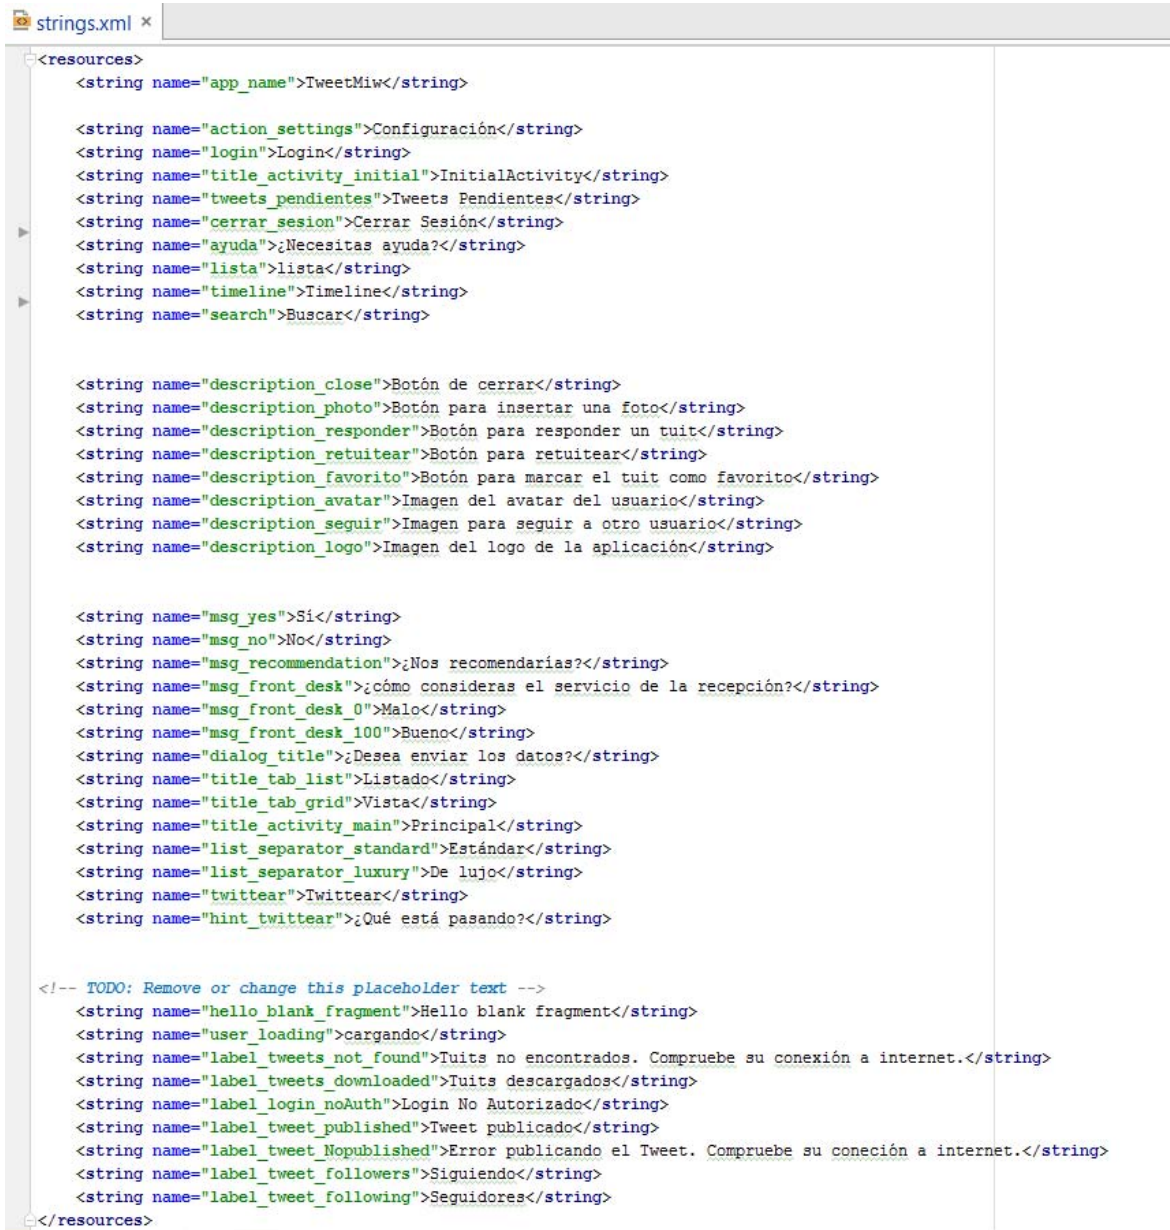 strings.xml
<resources>
<string name="app_name">TweetMiw</string>
<string name="action_settings">Configuración</string>
<string name="login">Login</string>
<string name="title_activity_initial">InitialActivity</string>
<string name="tweets_pendientes">Tweets Pendientes</string>
<string name="cerrar_sesion">Cerrar Sesión</string>
<string name="ayuda">¿Necesitas ayuda?</string>
<string name="lista">lista</string>
<string name="timeline">Timeline</string>
<string name="search">Buscar</string>
<string name="description_close">Botón de cerrar</string>
<string name="description_photo">Botón para insertar una foto</string>
<string name="description_responder">Botón para responder un tuit</string>
<string name="description_retuitear">Botón para retuitear</string>
<string name="description_favorito">Botón para marcar el tuit como favorito</string>
<string name="description_avatar">Imagen del avatar del usuario</string>
<string name="description_seguir">Imagen para seguir a otro usuario</string>
<string name="description_logo">Imagen del logo de la aplicación</string>
<string name="msg_yes">Sí</string>
<string name="msg_no">No</string>
<string name="msg_recommendation">¿Nos recomendarías?</string>
<string name="msg_front_desk">¿cómo consideras el servicio de la recepción?</string>
<string name="msg_front_desk_0">Malo</string>
<string name="msg_front_desk_100">Bueno</string>
<string name="dialog_title">¿Desea enviar los datos?</string>
<string name="title_tab_list">Listado</string>
<string name="title_tab_grid">Vista</string>
<string name="title_activity_main">Principal</string>
<string name="list_separator_standard">Estándar</string>
<string name="list_separator_luxury">De lujo</string>
<string name="twittear">Twittear</string>
<string name="hint_twittear">¿Qué está pasando?</string>
<!-- TODO: Remove or change this placeholder text -->
<string name="hello_blank_fragment">Hello blank fragment</string>
<string name="user_loading">cargando</string>
<string name="label_tweets_not_found">Tuits no encontrados. Compruebe su conexión a internet.</string>
<string name="label_tweets_downloaded">Tuits descargados</string>
<string name="label_login_noAuth">Login No Autorizado</string>
<string name="label_tweet_published">Tweet publicado</string>
<string name="label_tweet_Nopublished">Error publicando el Tweet. Compruebe su coneción a internet.</string>
<string name="label_tweet_followers">Siguiendo</string>
<string name="label_tweet_following">Seguidores</string>
</resources>